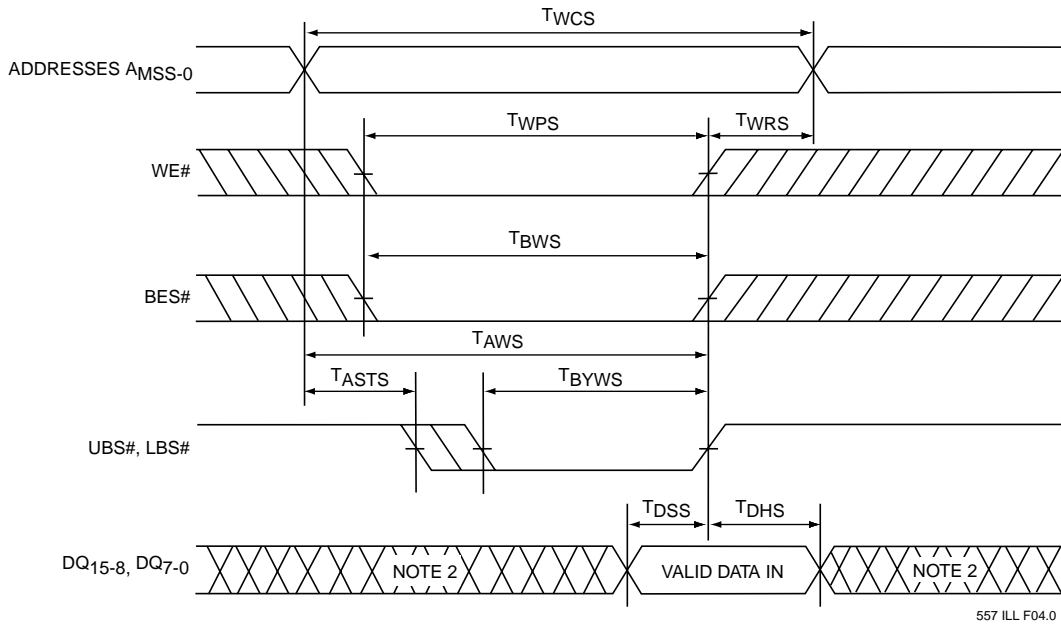 TWCS
ADDRESSES AMSS-0
TWPS
TWRS
WE#
TBWS
BES#
TAWS
TASTS
TBYWS
UBS#, LBS#
TDSS
TDHS
DQ15-8, DQ7-0
NOTE 2
VALID DATA IN
NOTE 2
557 ILL F04.0